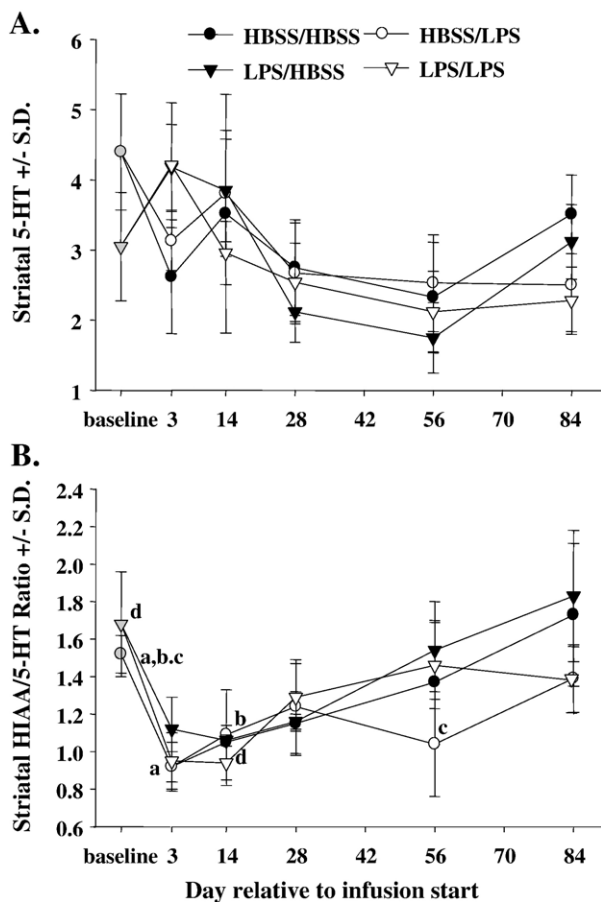 A.
HBSS/HBSS HBSS/LPS
LPS/HBSS LPS/LPS
Striatal 5-HT +/- S.D.
6
5
4
3
2
1
baseline 3 14 28 42 56 70 84
B.
Striatal HIAA/5-HT Ratio +/- S.D.
2.4
2.2
2.0
1.8
1.6
1.4
1.2
1.0
0.8
0.6
d
a,b.c
a
b
d
c
baseline 3 14 28 42 56 70 84
Day relative to infusion start